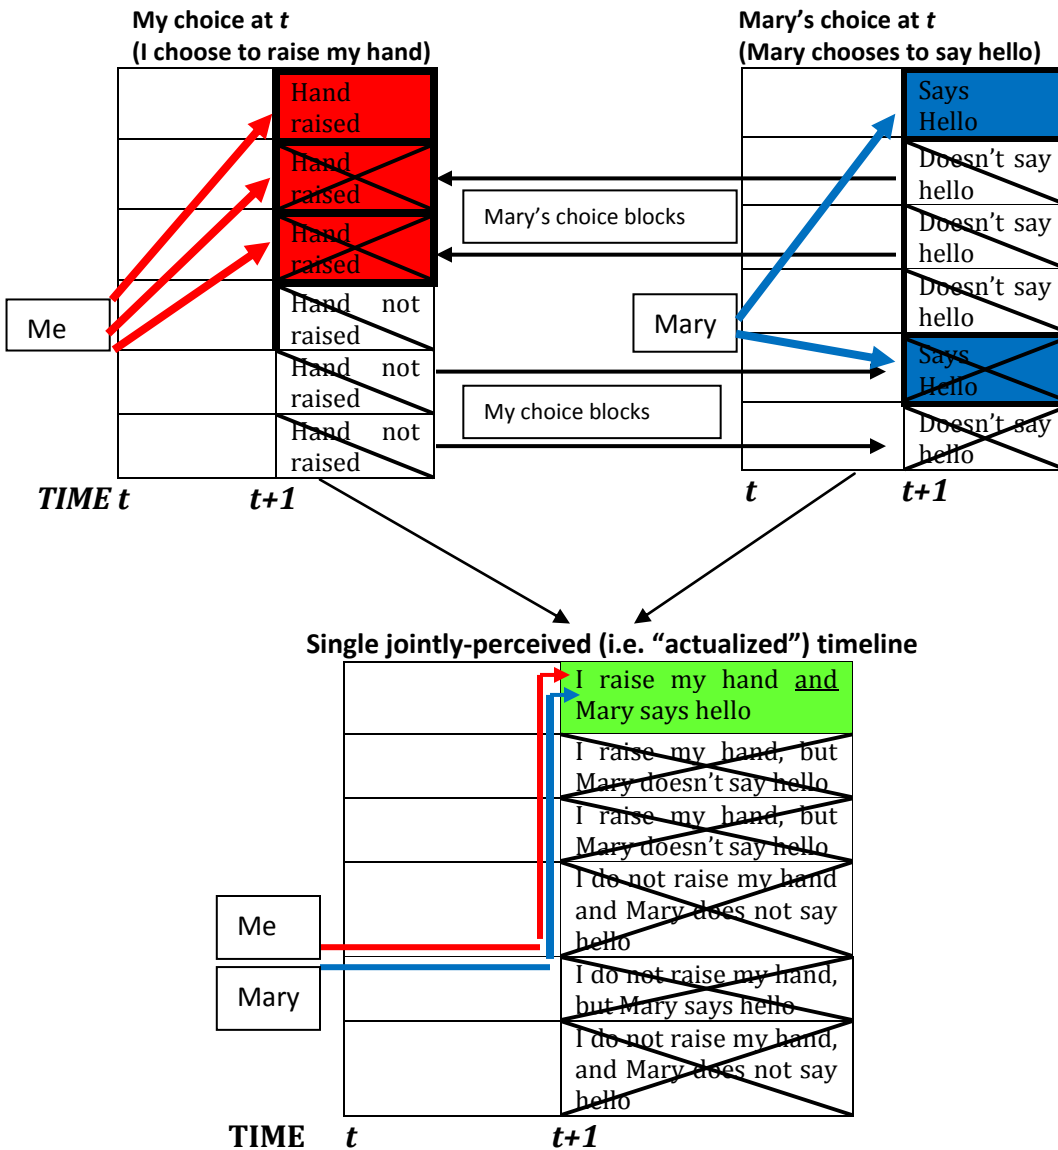 My choice at t
(I choose to raise my hand)
Hand
raised
Hand
raised
Hand
raised
Hand not
raised
Hand not
raised
Hand not
raised
Me
TIME t
t+1
Mary's choice blocks
My choice blocks
Mary’s choice at t
(Mary chooses to say hello)
Says
Hello
Doesn't say
hello
Doesn't say
hello
Doesn't say
hello
Says
Hello
Doesn't say
hello
Mary
t
t+1
Single jointly-perceived (i.e. “actualized”) timeline
I raise my hand and
Mary says hello
I raise my hand, but
Mary doesn't say hello
I raise my hand, but
Mary doesn't say hello
I do not raise my hand
and Mary does not say
hello
I do not raise my hand,
but Mary says hello
I do not raise my hand,
and Mary does not say
hello
Me
Mary
TIME
t
t+1